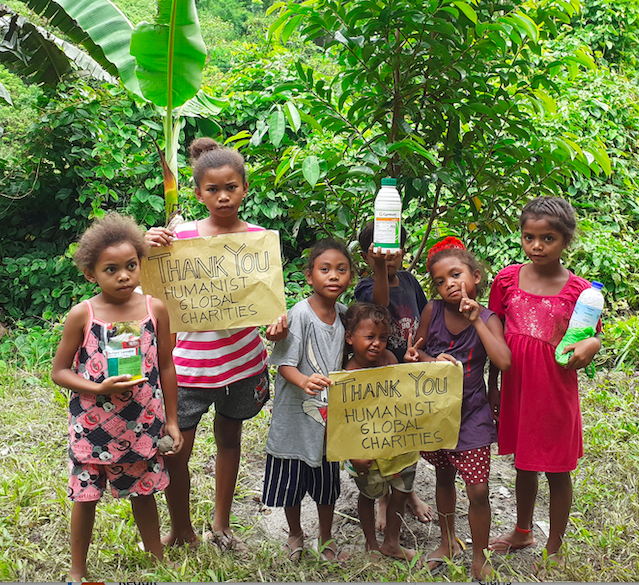 THANK YOU
HUMANIST
GLOBAL
CHARITIES
THANK YOU
HUMANIST
GLOBAL
CHARITIES